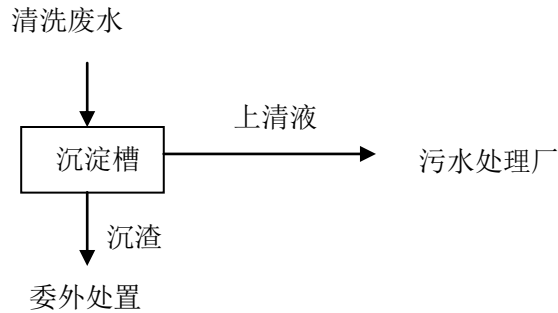 清洗废水
上清液
沉淀槽
污水处理厂
沉渣
委外处置